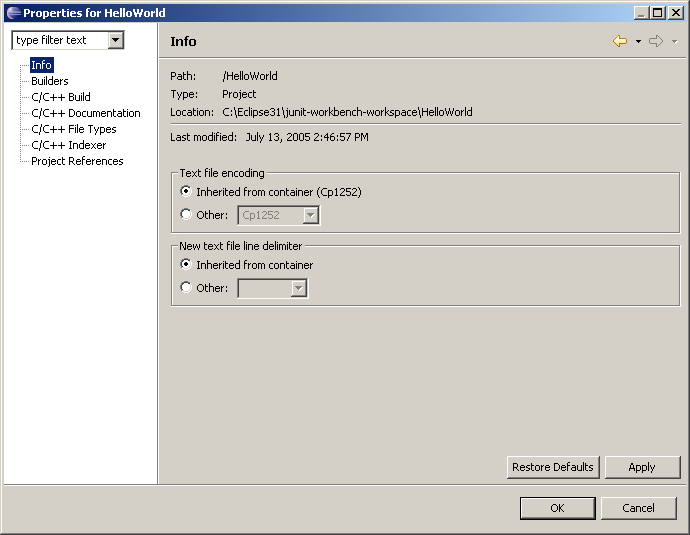 Properties for HelloWorld
type filter text
Info
Builders
C/C++ Build
C/C++ Documentation
C/C++ File Types
C/C++ Indexer
Project References
Info
Path: /HelloWorld
Type: Project
Location: C:\Eclipse31\junit-workbench-workspace\HelloWorld
Last modified: July 13, 2005 2:46:57 PM
Text file encoding
Inherited from container (Cp1252)
Other: Cp1252
New text file line delimiter
Inherited from container
Other:
Restore Defaults Apply
OK Cancel